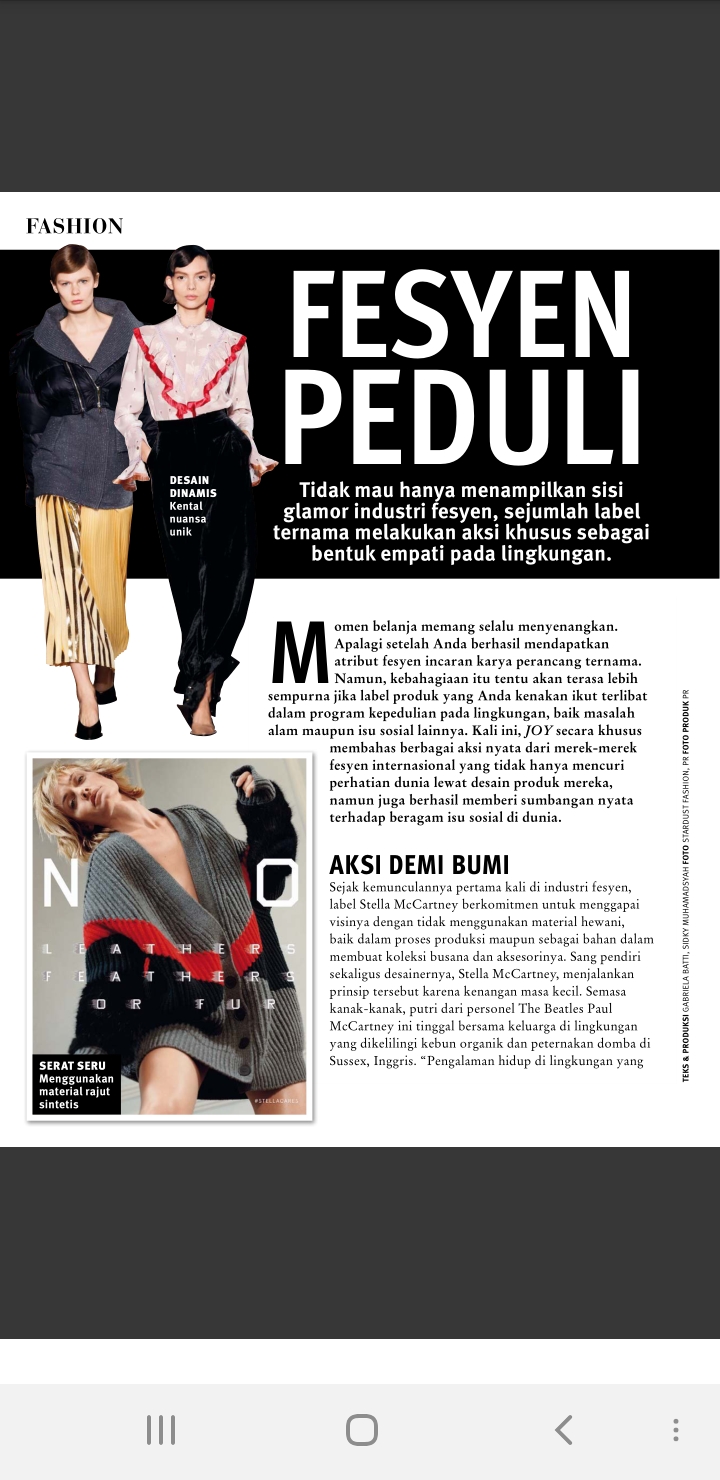 FASHION
FESYEN
PEDULI
Tidak mau hanya menampilkan sisi
glamor industri fesyen, sejumlah label
ternama melakukan aksi khusus sebagai
bentuk empati pada lingkungan.
DESAIN
DINAMIS
Kental
nuansa
unik
Momen belanja memang selalu menyenangkan.
Apalagi setelah Anda berhasil mendapatkan
atribut fesyen incaran karya perancang ternama.
Namun, kebahagiaan itu tentu akan terasa lebih
sempurna jika label produk yang Anda kenakan ikut terlibat
dalam program kepedulian pada lingkungan, baik masalah
alam maupun isu sosial lainnya. Kali ini, JOY secara khusus
membahas berbagai aksi nyata dari merek-merek
fesyen internasional yang tidak hanya mencuri
perhatian dunia lewat desain produk mereka,
namun juga berhasil memberi sumbangan nyata
terhadap beragam isu sosial di dunia.
AKSI DEMI BUMI
Sejak kemunculannya pertama kali di industri fesyen,
label Stella McCartney berkomitmen untuk menggapai
visinya dengan tidak menggunakan material hewani,
baik dalam proses produksi maupun sebagai bahan dalam
membuat koleksi busana dan aksesorinya. Sang pendiri
sekaligus desainernya, Stella McCartney, menjalankan
prinsip tersebut karena kenangan masa kecil. Semasa
kanak-kanak, putri dari personel The Beatles Paul
McCartney ini tinggal bersama keluarga di lingkungan
yang dikelilingi kebun organik dan peternakan domba di
Sussex, Inggris. “Pengalaman hidup di lingkungan yang
NO
LEATHERS
FEATHERS
OR FUR
#STELLACARES
SERAT SERU
Menggunakan
material rajut
sintetis
TEKS & PRODUKSI GABRIELA BATTI, SIDKY MUHAMADSYAH FOTO STARDUST FASHION, PR FOTO PRODUK PR